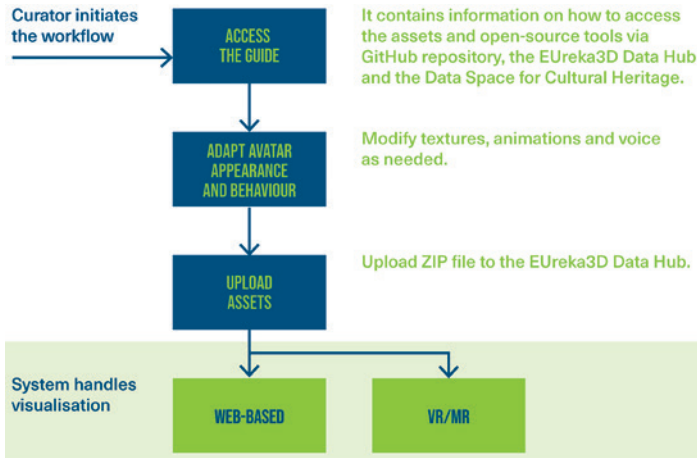 Curator initiates
the workflow
ACCESS
THE GUIDE
It contains information on how to access
the assets and open-source tools via
GitHub repository, the EUreka3D Data Hub
and the Data Space for Cultural Heritage.
ADAPT AVATAR
APPEARANCE
AND BEHAVIOUR
Modify textures, animations and voice
as needed.
UPLOAD
ASSETS
Upload ZIP file to the EUreka3D Data Hub.
System handles
visualisation
WEB-BASED
VR/MR